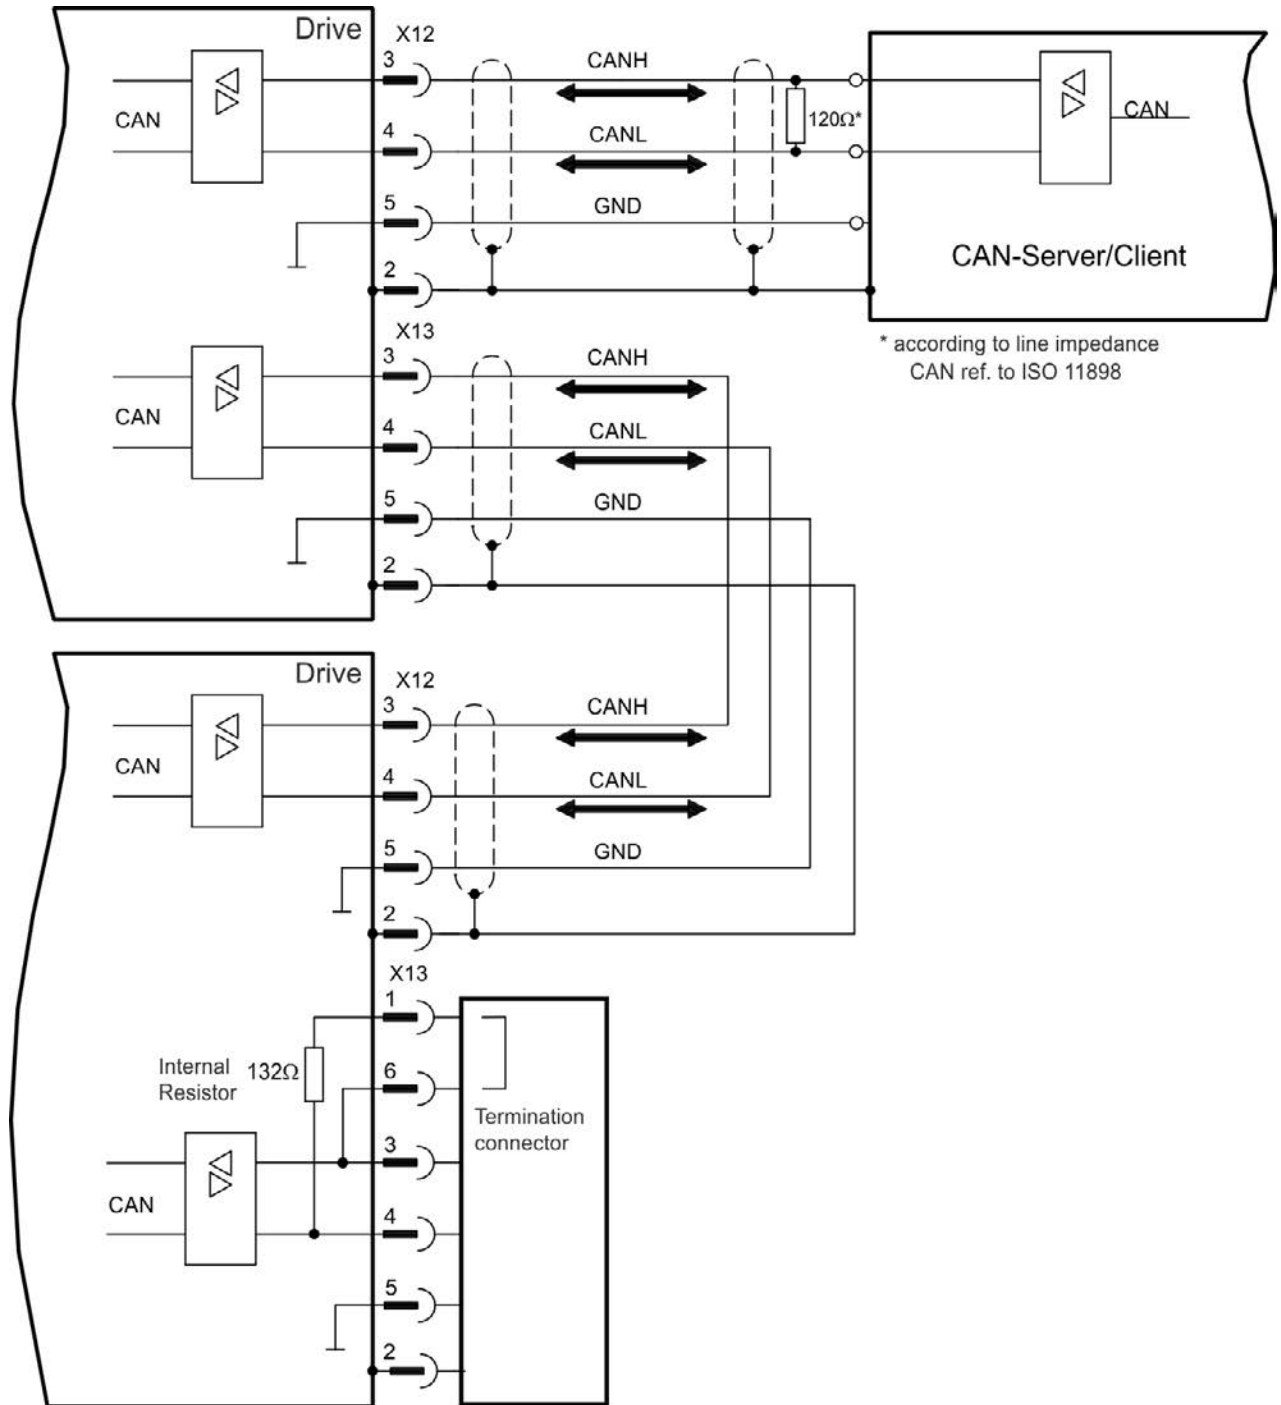 Drive
X12
3
CANH
CAN
120Ω*
CAN
4
CANL
5
GND
2
CAN-Server/Client
X13
* according to line impedance
CAN ref. to ISO 11898
3
CANH
CAN
4
CANL
5
GND
2
Drive
X12
3
CANH
CAN
4
CANL
5
GND
2
X13
1
Internal
Resistor
132Ω
6
Termination
connector
3
CAN
4
5
2